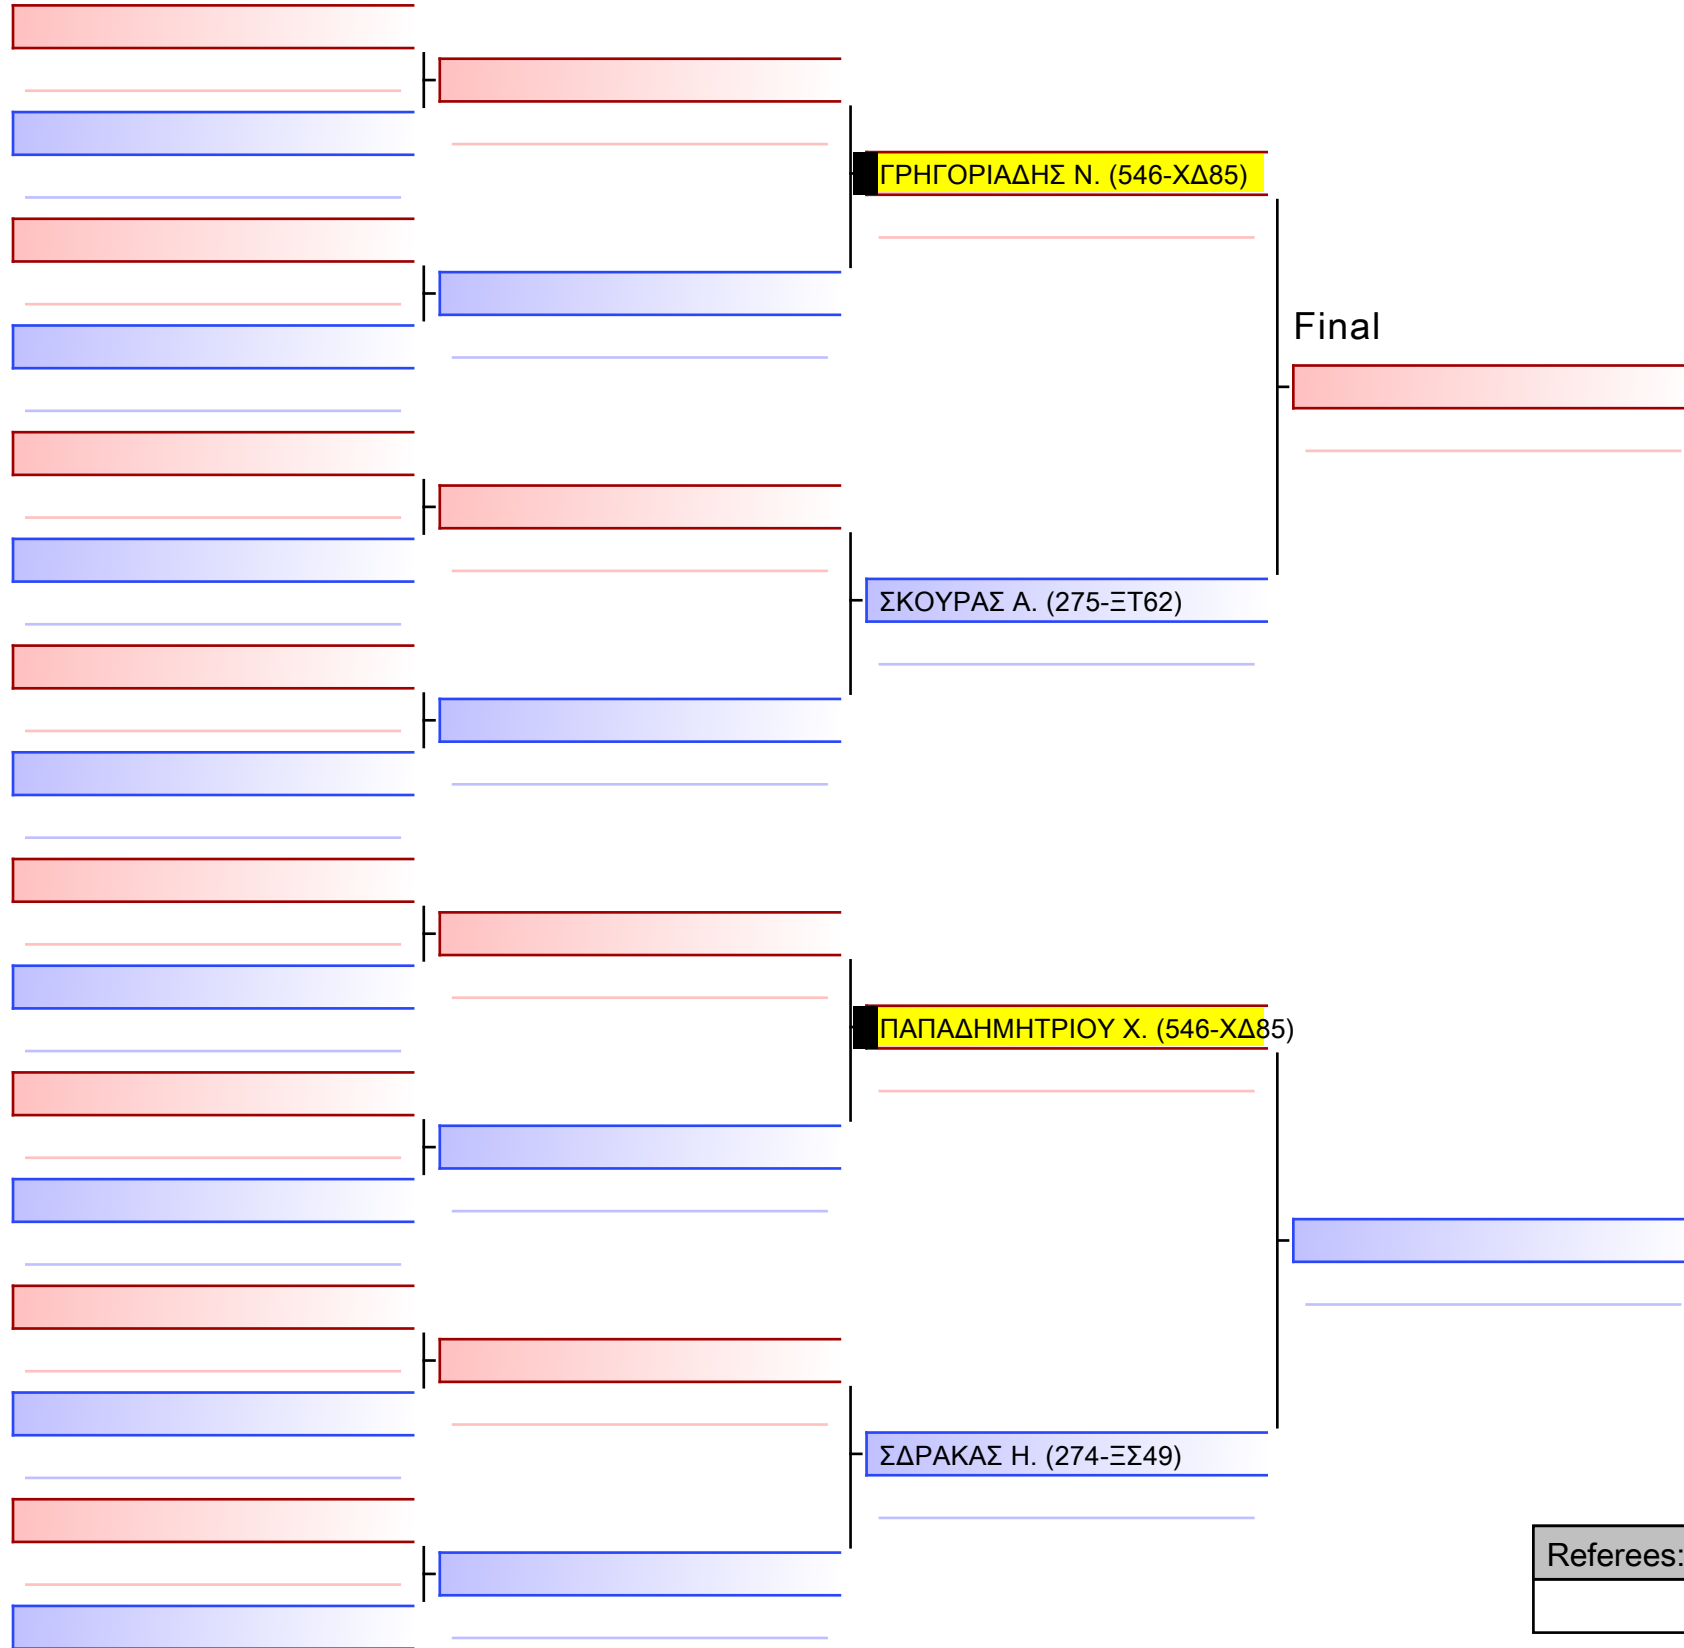 ΓΡΗΓΟΡΙΑΔΗΣ Ν. (546-ΧΔ85)
Final
ΣΚΟΥΡΑΣ Α. (275-ΞΤ62)
ΠΑΠΑΔΗΜΗΤΡΙΟΥ Χ. (546-ΧΔ85)
ΣΔΡΑΚΑΣ Η. (274-ΞΣ49)
Referees: